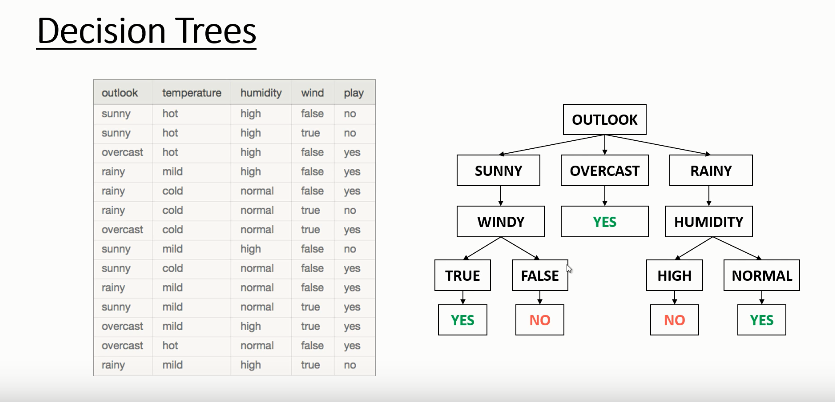 Decision Trees
outlook temperature humidity wind play
sunny hot high false no
sunny hot high true no
overcast hot high false yes
rainy mild high false yes
rainy cold normal false yes
rainy cold normal true no
overcast cold normal true yes
sunny mild high false no
sunny cold normal false yes
rainy mild normal false yes
sunny mild normal true yes
overcast mild high true yes
overcast hot normal false yes
rainy mild high true no
OUTLOOK
SUNNY OVERCAST RAINY
WINDY YES HUMIDITY
TRUE FALSE HIGH NORMAL
YES NO NO YES